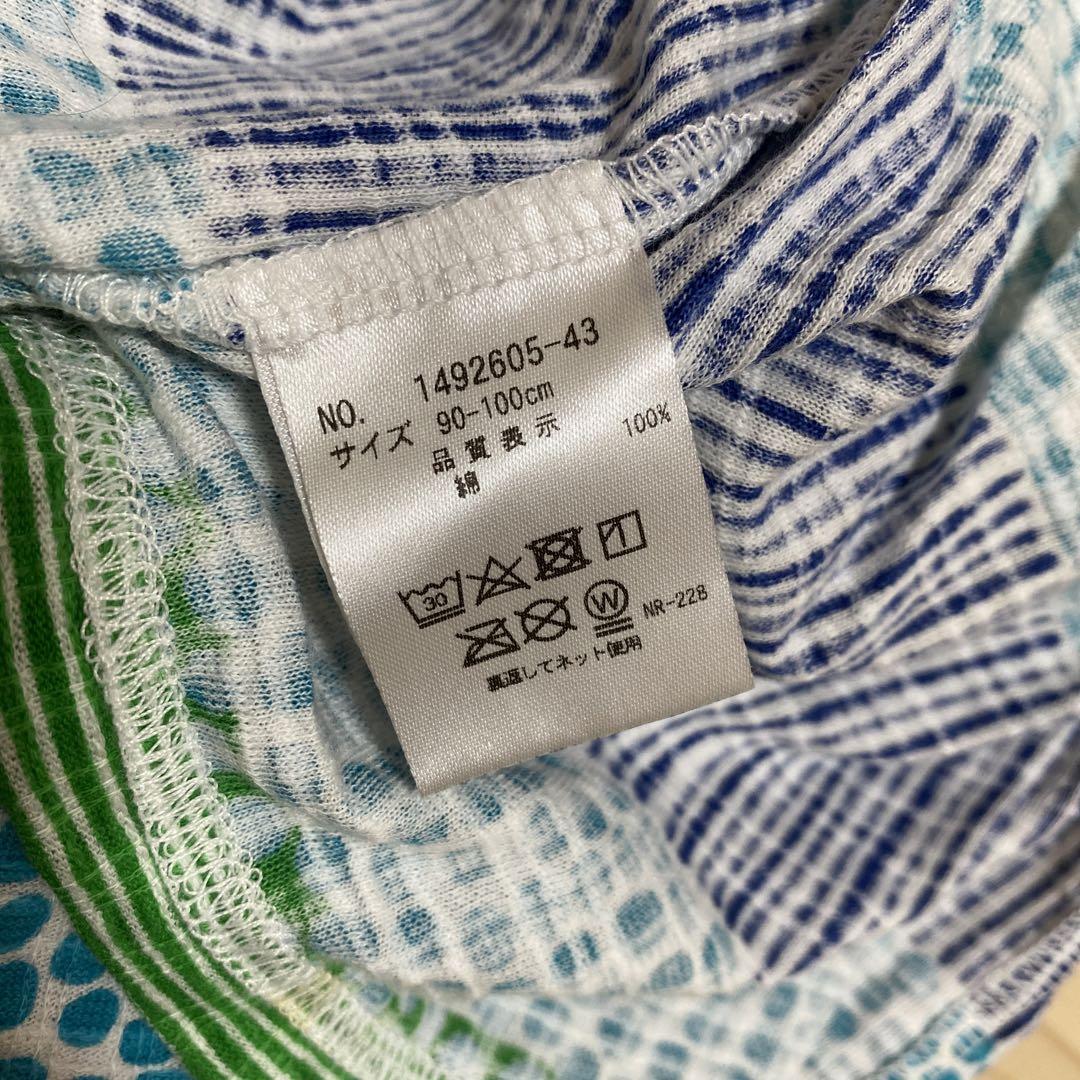 NO. 1492605-43
サイズ 90-100cm
品質表示
綿 100%
30
W NR-228
裏返してネット使用